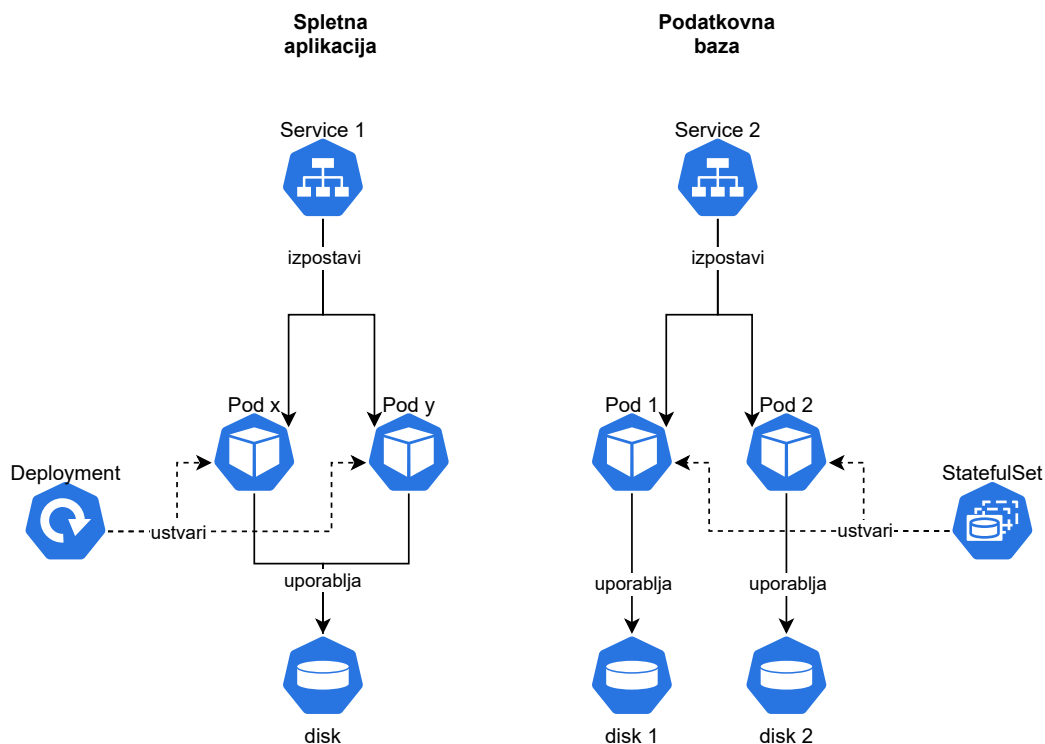 Spletna
aplikacija
Podatkovna
baza
Service 1
Service 2
izpostavi
izpostavi
Pod x
Pod y
Pod 1
Pod 2
Deployment
StatefulSet
ustvari
ustvari
uporablja
uporablja
uporablja
disk
disk 1
disk 2